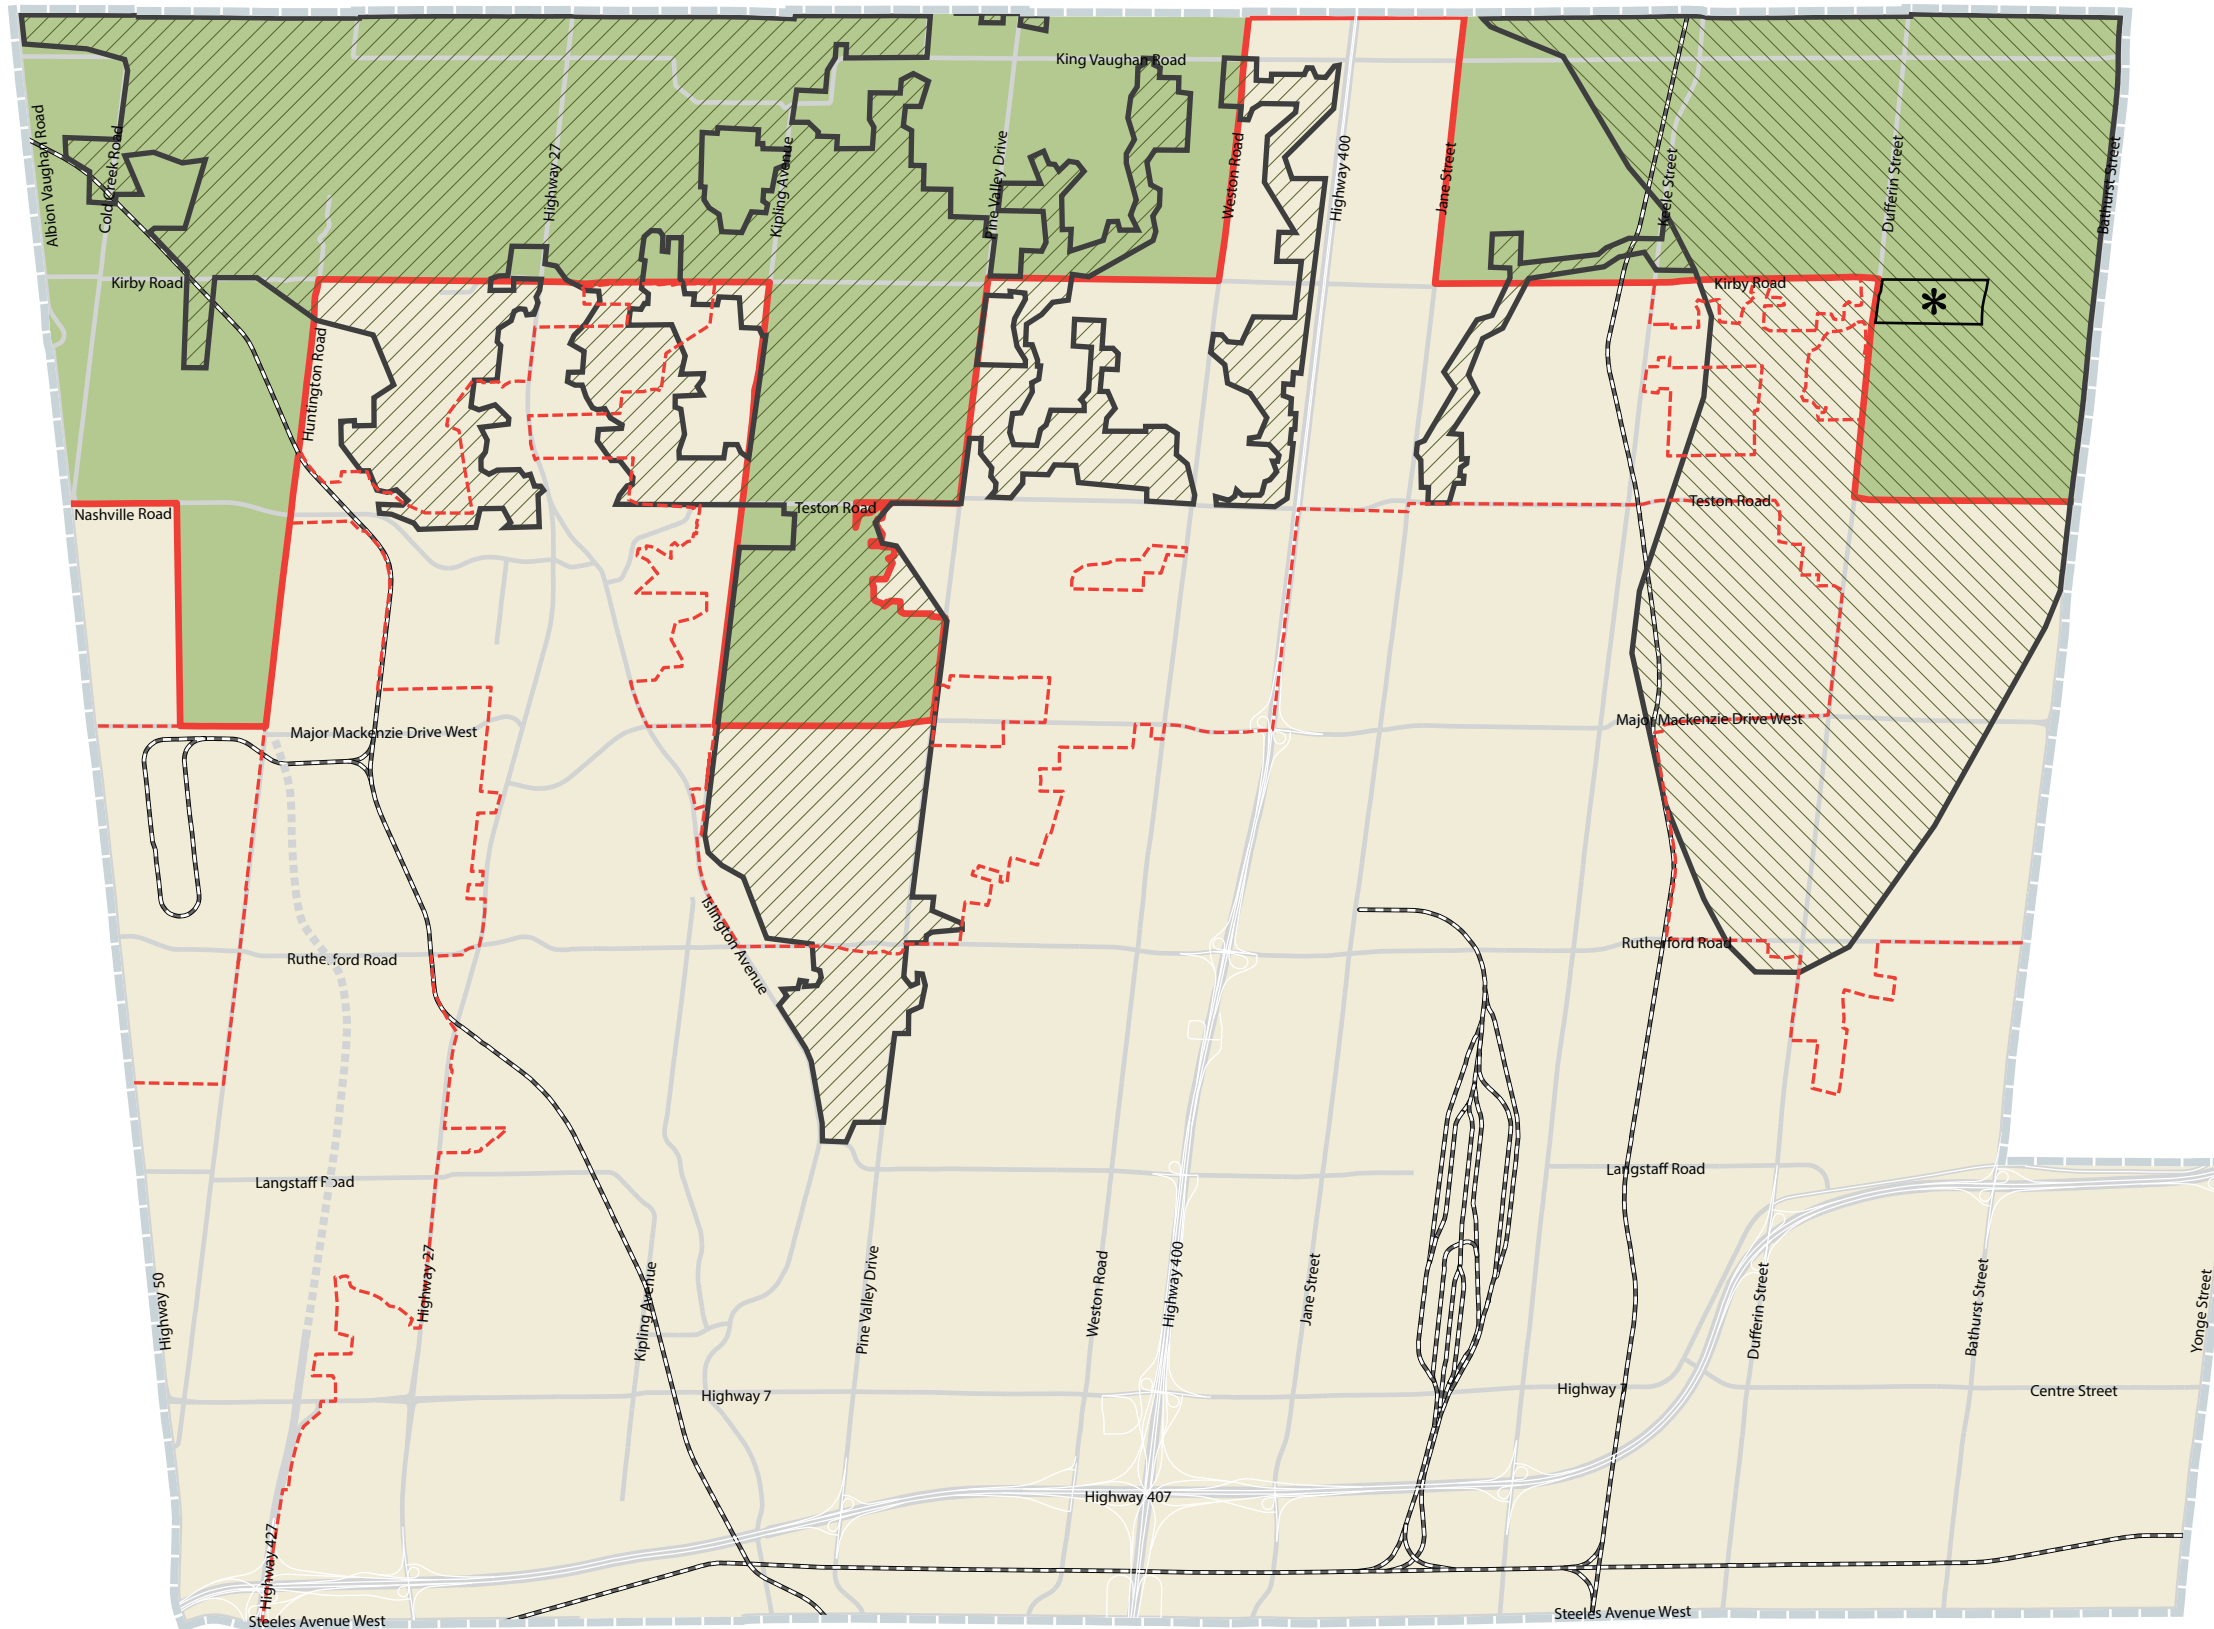 King Vaughan Road
Albion Vaughan Road
Cold Creek Road
Highway 27
Kipling Avenue
Pine Valley Drive
Weston Road
Highway 400
Jane Street
Keele Street
Dufferin Street
Bathurst Street
Kirby Road
Kirby Road
*
Huntington Road
Nashville Road
Teston Road
Teston Road
Major Mackenzie Drive West
Major Mackenzie Drive West
Islington Avenue
Rutherford Road
Rutherford Road
Langstaff Road
Langstaff Road
Highway 50
Highway 27
Kipling Avenue
Pine Valley Drive
Weston Road
Highway 400
Jane Street
Dufferin Street
Bathurst Street
Yonge Street
Highway 7
Highway 7
Centre Street
Highway 407
Highway 427
Steeles Avenue West
Steeles Avenue West